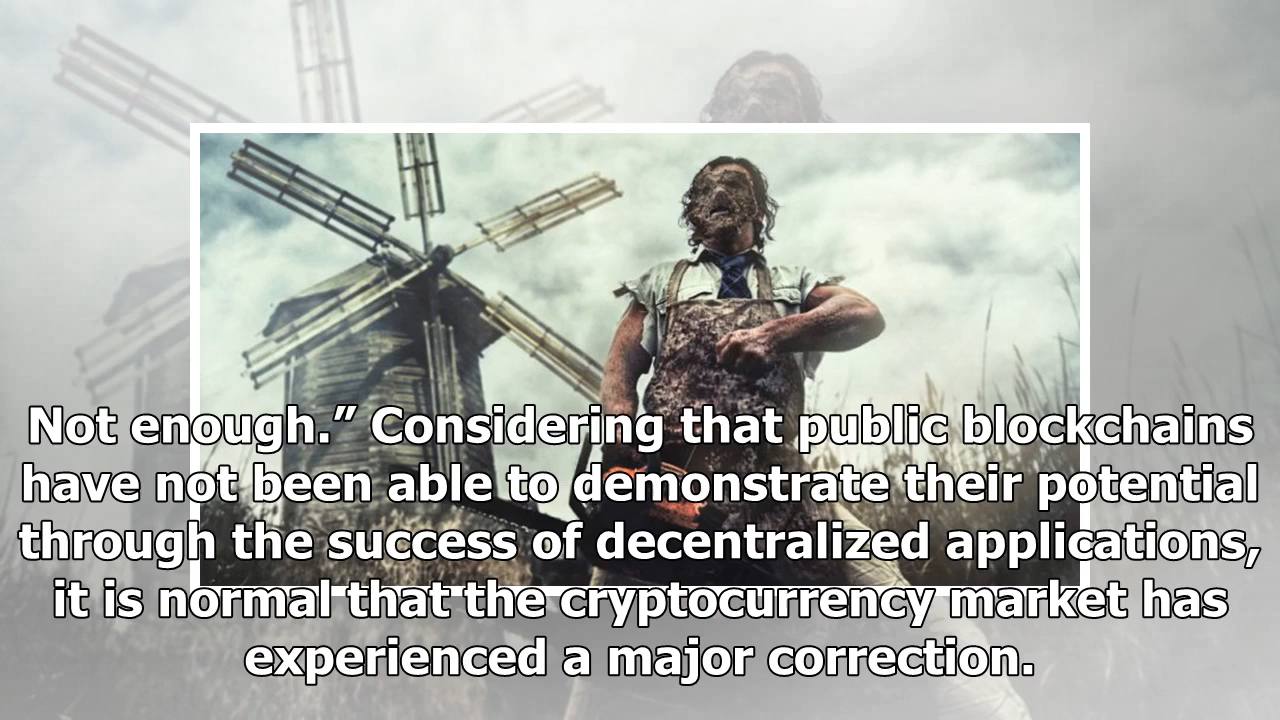 Not enough.” Considering that public blockchains
have not been able to demonstrate their potential
through the success of decentralized applications,
it is normal that the cryptocurrency market has
experienced a major correction.